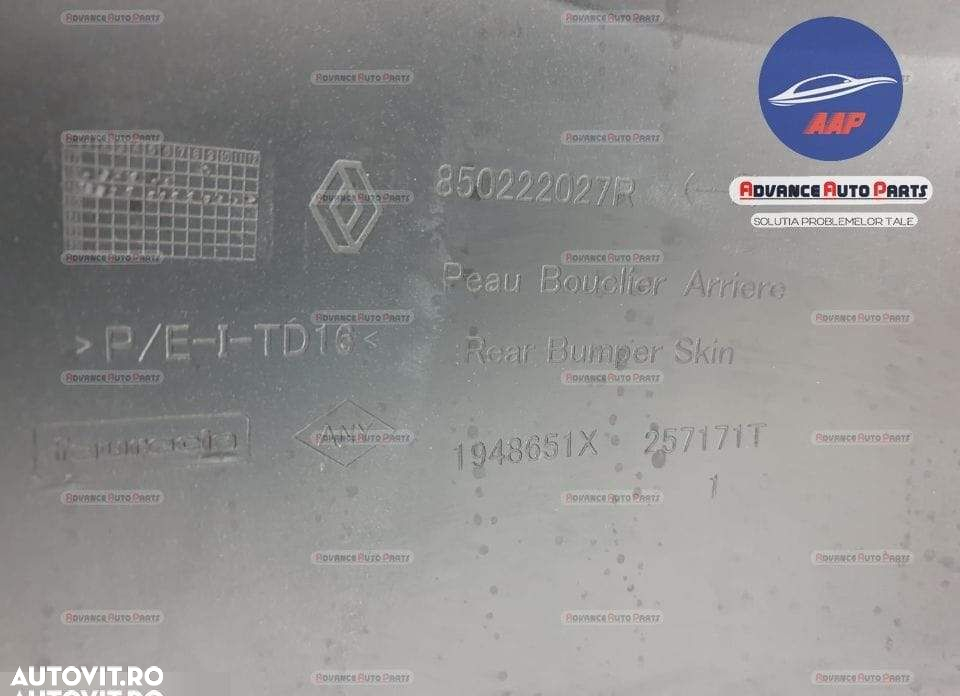 AAP
ADVANCE AUTO PARTS
SOLUTIA PROBLEMELOR TALE
850222027R
Peau Bouclier Arriere
>P/E-I-TD16<
Rear Bumper Skin
ANY
1948651X 257171T
1
AUTOVIT.RO